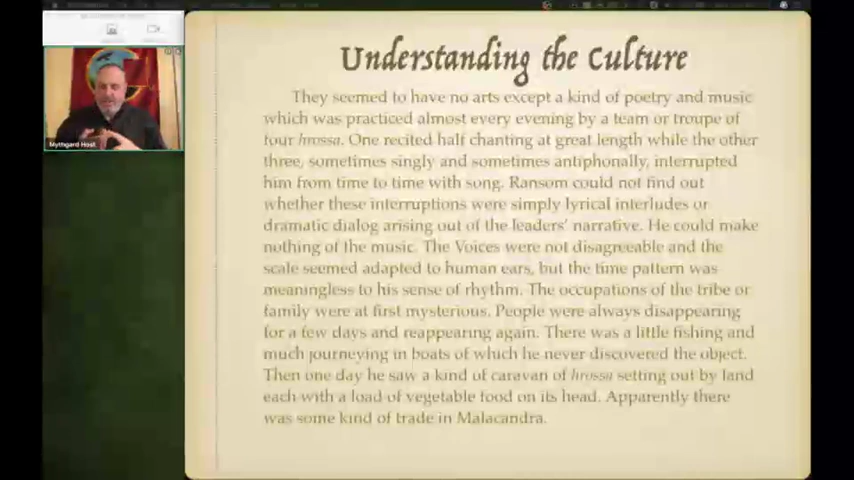 Mythgard Host
Understanding the Culture
They seemed to have no arts except a kind of poetry and music
which was practiced almost every evening by a team or troupe of
four hrossa. One recited half chanting at great length while the other
three, sometimes singly and sometimes antiphonally, interrupted
him from time to time with song. Ransom could not find out
whether these interruptions were simply lyrical interludes or
dramatic dialog arising out of the leaders' narrative. He could make
nothing of the music. The Voices were not disagreeable and the
scale seemed adapted to human ears, but the time pattern was
meaningless to his sense of rhythm. The occupations of the tribe or
family were at first mysterious. People were always disappearing
for a few days and reappearing again. There was a little fishing and
much journeying in boats of which he never discovered the object.
Then one day he saw a kind of caravan of hrossa setting out by land
each with a load of vegetable food on its head. Apparently there
was some kind of trade in Malacandra.